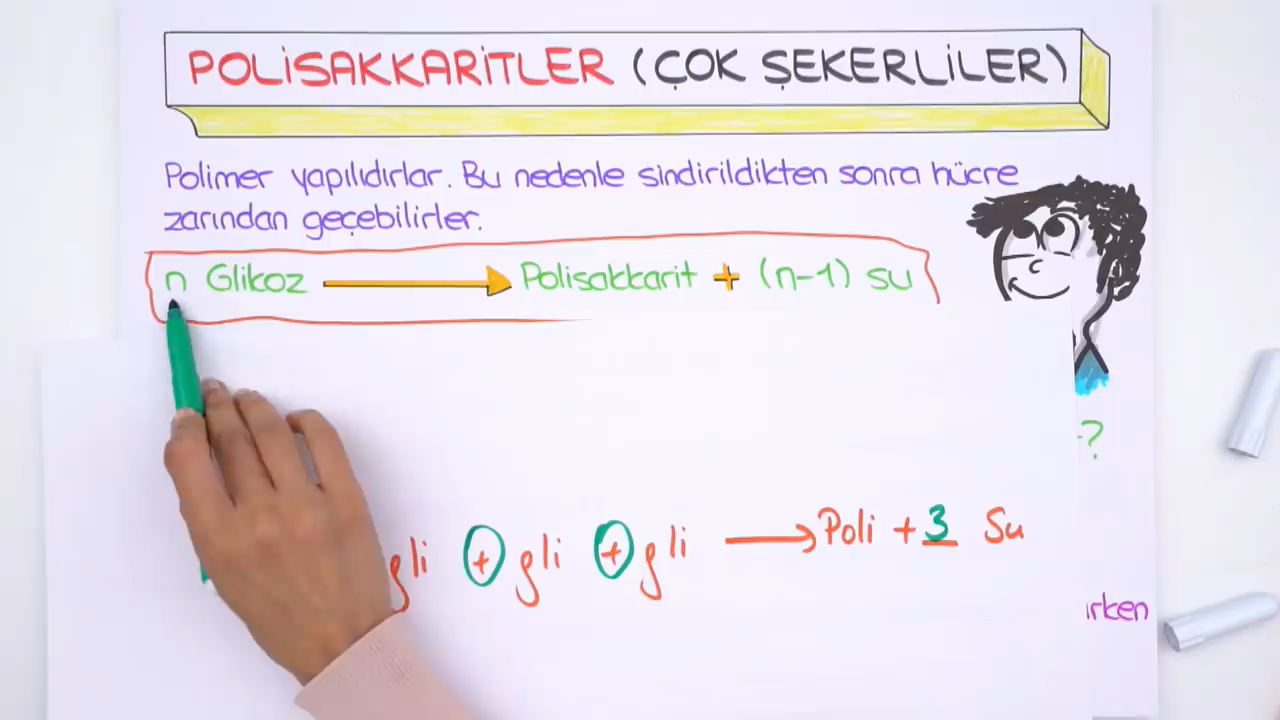 POLİSAKKARİTLER (ÇOK ŞEKERLİLER)
Polimer yapılıdırlar. Bu nedenle sindirildikten sonra hücre
zarından geçebilirler.
n Glikoz → Polisakkarit + (n-1) su
?
gli + gli + gli → Poli + 3 Su